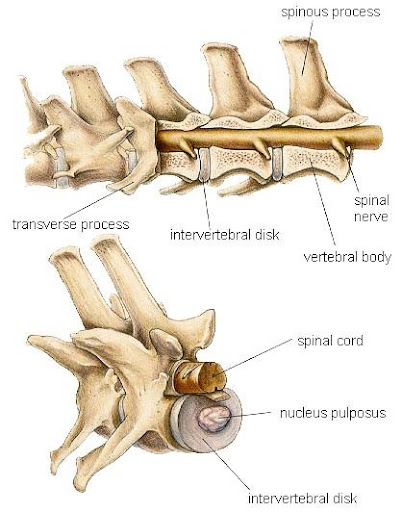 spinous process
spinal
nerve
transverse process
intervertebral disk
vertebral body
spinal cord
nucleus pulposus
intervertebral disk